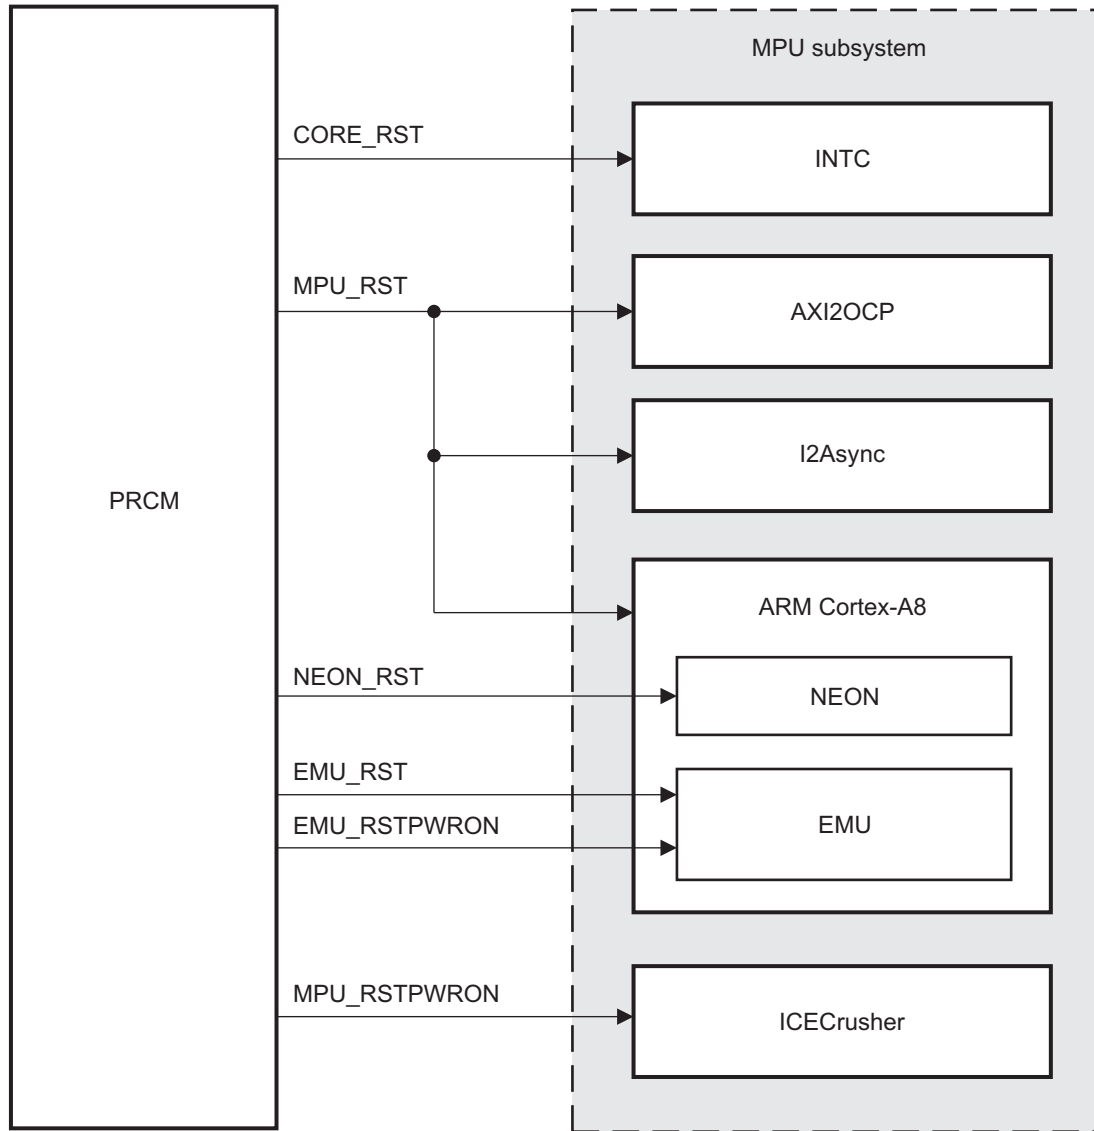 MPU subsystem
CORE_RST
INTC
MPU_RST
AXI2OCP
I2Async
PRCM
ARM Cortex-A8
NEON_RST
NEON
EMU_RST
EMU_RSTPWRON
EMU
MPU_RSTPWRON
ICECrusher